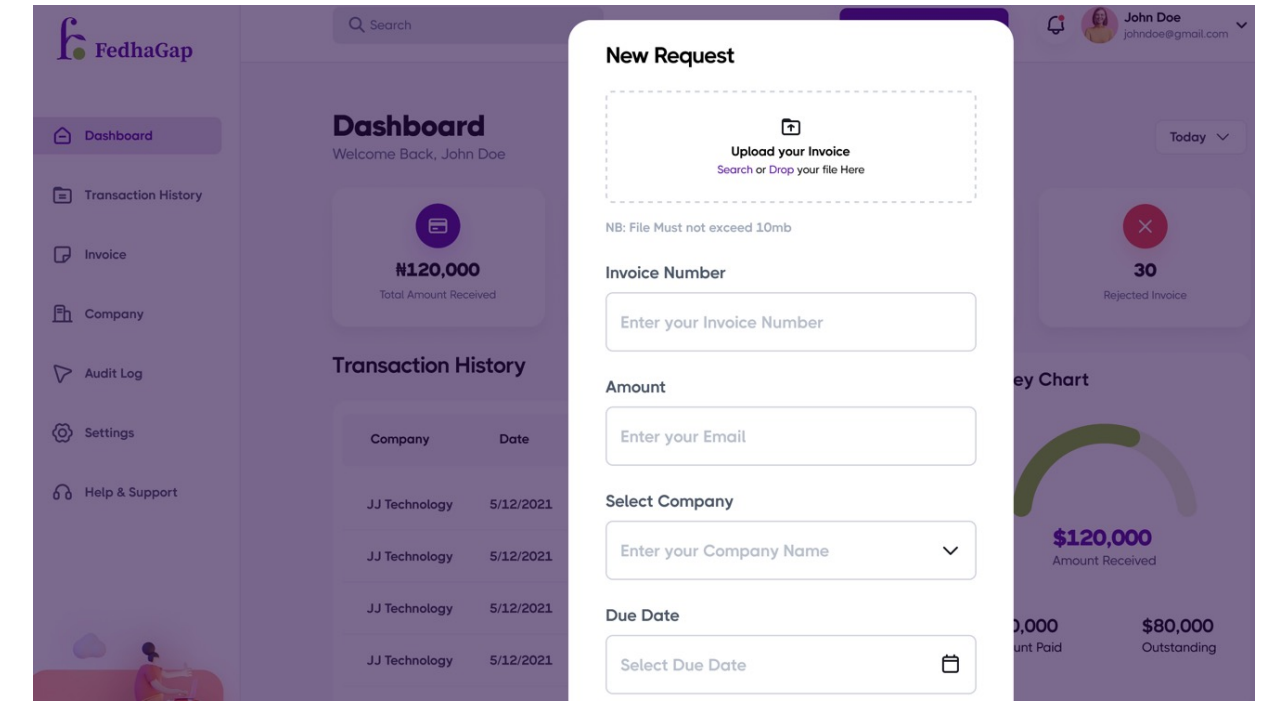 FedhaGap
Search
John Doe
johndoe@gmail.com
Dashboard
Transaction History
Invoice
Company
Audit Log
Settings
Help & Support
Dashboard
Welcome Back, John Doe
Today
₦120,000
Total Amount Received
30
Rejected Invoice
Transaction History
Company Date
JJ Technology 5/12/2021
JJ Technology 5/12/2021
JJ Technology 5/12/2021
JJ Technology 5/12/2021
New Request
Upload your Invoice
Search or Drop your file Here
NB: File Must not exceed 10mb
Invoice Number
Enter your Invoice Number
Amount
Enter your Email
Select Company
Enter your Company Name
Due Date
Select Due Date
ey Chart
$120,000
Amount Received
0,000
unt Paid
$80,000
Outstanding